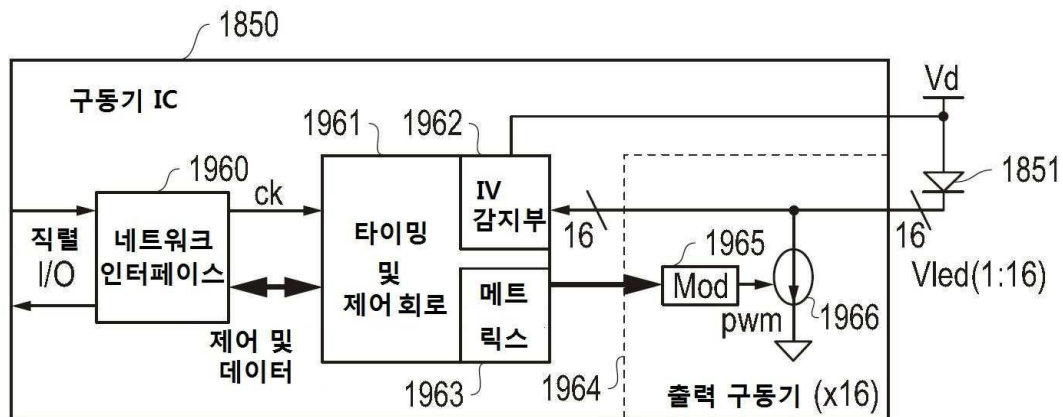 1850
구동기 IC
Vd
1961
1962
1851
1960
ck
IV
감지부
직렬
I/O
네트워크
인터페이스
타이밍
및
제어회로
16
16
1965
Vled(1:16)
Mod
메트
릭스
pwm
1966
제어 및
데이터
1963
1964
출력 구동기 (x16)